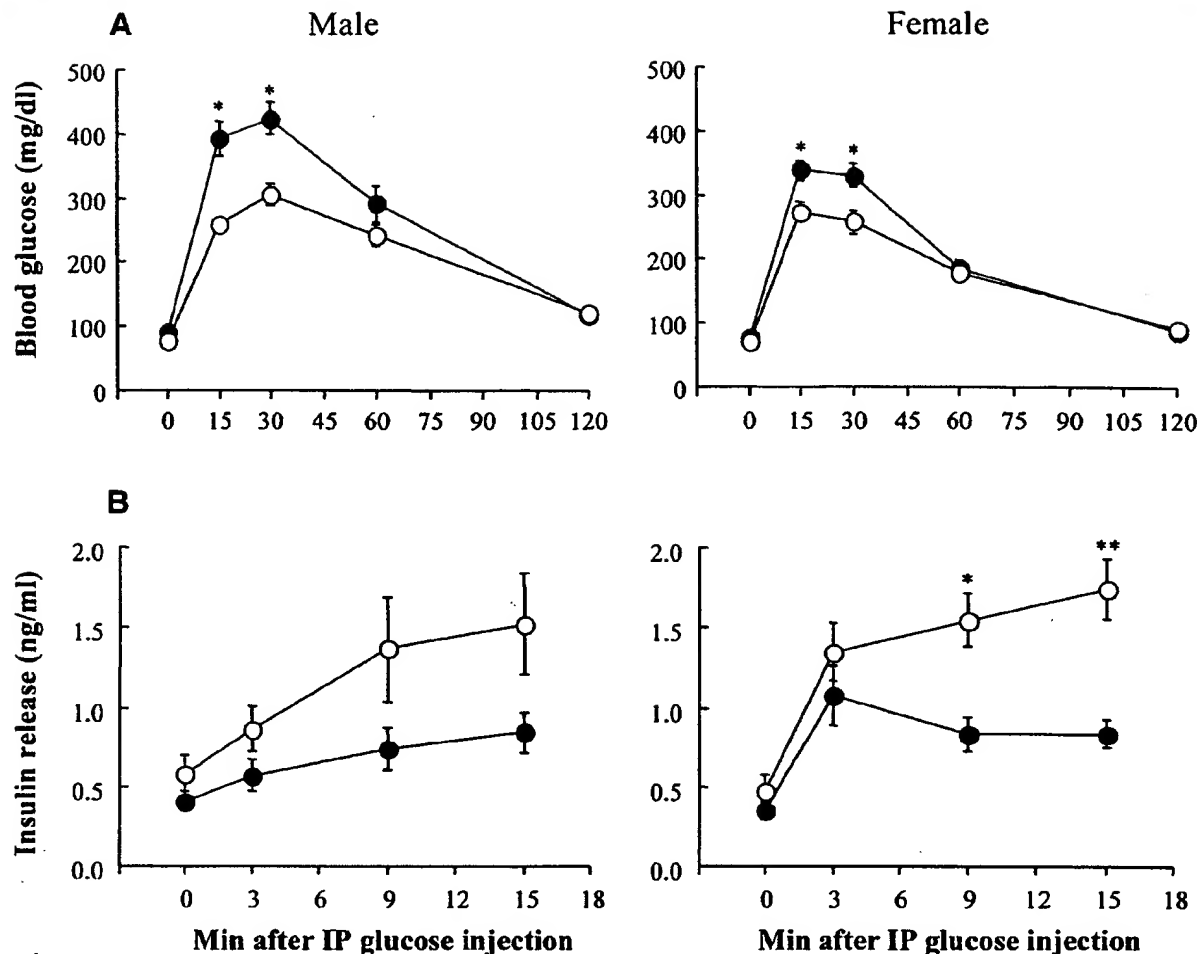 A
Male
Female
Blood glucose (mg/dl)
500
400
300
200
100
0
* *
0 15 30 45 60 75 90 105 120
500
400
300
200
100
0
* *
0 15 30 45 60 75 90 105 120
B
Insulin release (ng/ml)
2.0
1.5
1.0
0.5
0.0
0 3 6 9 12 15 18
Min after IP glucose injection
2.0
1.5
1.0
0.5
0.0
* **
0 3 6 9 12 15 18
Min after IP glucose injection